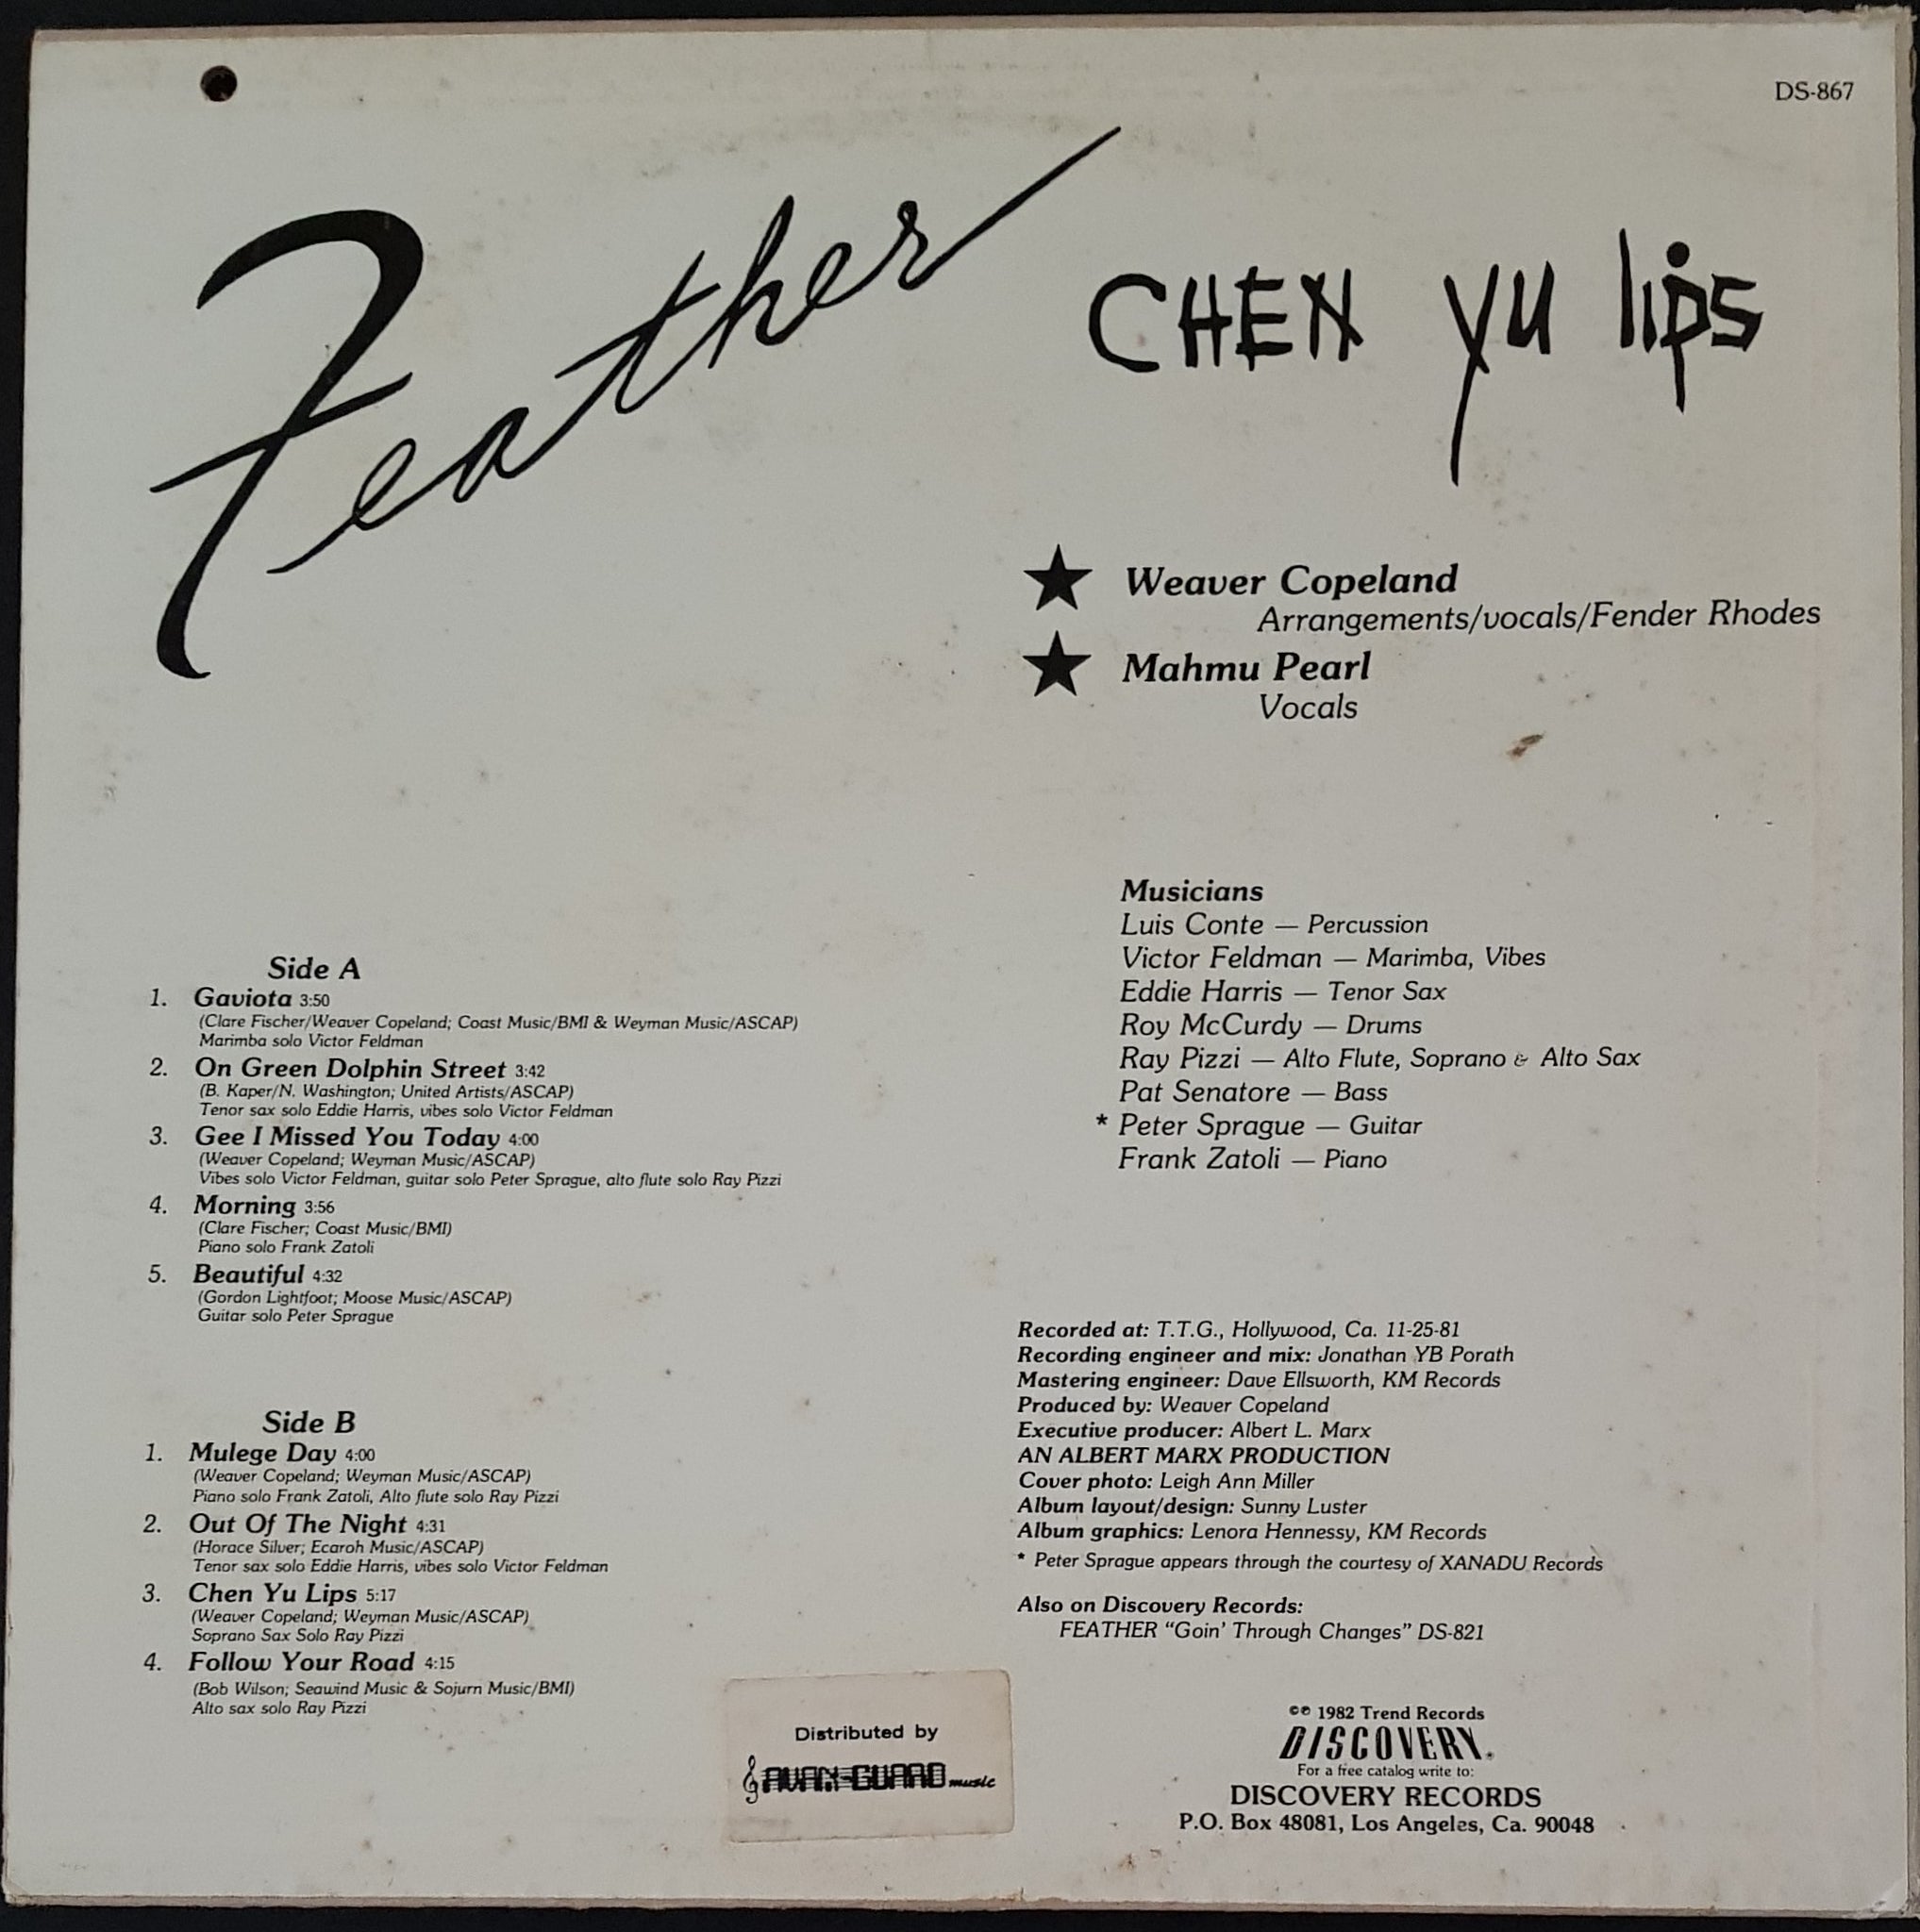 DS-867
Feather
CHEN YU lips
Weaver Copeland
Arrangements/vocals/Fender Rhodes
Mahmu Pearl
Vocals
Musicians
Luis Conte — Percussion
Victor Feldman — Marimba, Vibes
Eddie Harris — Tenor Sax
Roy McCurdy — Drums
Ray Pizzi — Alto Flute, Soprano & Alto Sax
Pat Senatore — Bass
* Peter Sprague — Guitar
Frank Zatoli — Piano
Side A
1. Gaviota 3:50
(Clare Fischer/Weaver Copeland; Coast Music/BMI & Weyman Music/ASCAP)
Marimba solo Victor Feldman
2. On Green Dolphin Street 3:42
(B. Kaper/N. Washington; United Artists/ASCAP)
Tenor sax solo Eddie Harris, vibes solo Victor Feldman
3. Gee I Missed You Today 4:00
(Weaver Copeland; Weyman Music/ASCAP)
Vibes solo Victor Feldman, guitar solo Peter Sprague, alto flute solo Ray Pizzi
4. Morning 3:56
(Clare Fischer; Coast Music/BMI)
Piano solo Frank Zatoli
5. Beautiful 4:32
(Gordon Lightfoot; Moose Music/ASCAP)
Guitar solo Peter Sprague
Side B
1. Mulege Day 4:00
(Weaver Copeland; Weyman Music/ASCAP)
Piano solo Frank Zatoli, Alto flute solo Ray Pizzi
2. Out Of The Night 4:31
(Horace Silver; Ecaroh Music/ASCAP)
Tenor sax solo Eddie Harris, vibes solo Victor Feldman
3. Chen Yu Lips 5:17
(Weaver Copeland; Weyman Music/ASCAP)
Soprano Sax Solo Ray Pizzi
4. Follow Your Road 4:15
(Bob Wilson; Seawind Music & Sojurn Music/BMI)
Alto sax solo Ray Pizzi
Recorded at: T.T.G., Hollywood, Ca. 11-25-81
Recording engineer and mix: Jonathan YB Porath
Mastering engineer: Dave Ellsworth, KM Records
Produced by: Weaver Copeland
Executive producer: Albert L. Marx
AN ALBERT MARX PRODUCTION
Cover photo: Leigh Ann Miller
Album layout/design: Sunny Luster
Album graphics: Lenora Hennessy, KM Records
* Peter Sprague appears through the courtesy of XANADU Records
Also on Discovery Records:
FEATHER “Goin’ Through Changes” DS-821
Distributed by
AVAN-GUARD music
©℗ 1982 Trend Records
DISCOVERY.
For a free catalog write to:
DISCOVERY RECORDS
P.O. Box 48081, Los Angeles, Ca. 90048